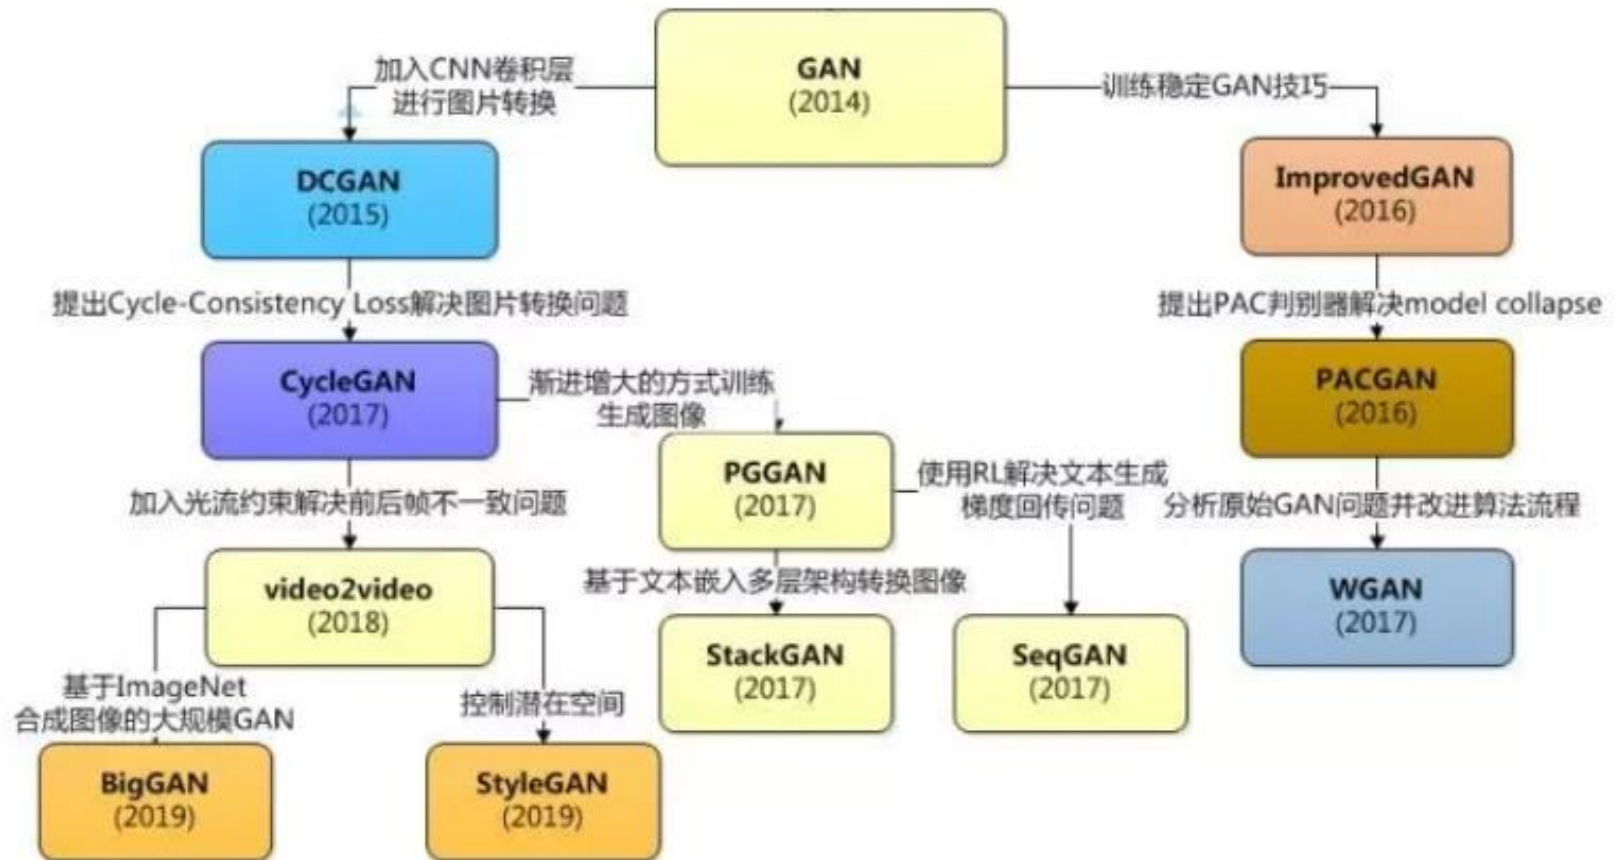 GAN
(2014)
加入CNN卷积层
进行图片转换
训练稳定GAN技巧
DCGAN
(2015)
ImprovedGAN
(2016)
提出Cycle-Consistency Loss解决图片转换问题
提出PAC判别器解决model collapse
CycleGAN
(2017)
渐进增大的方式训练
生成图像
PACGAN
(2016)
PGGAN
(2017)
使用RL解决文本生成
梯度回传问题
加入光流约束解决前后帧不一致问题
分析原始GAN问题并改进算法流程
video2video
(2018)
基于文本嵌入多层架构转换图像
WGAN
(2017)
StackGAN
(2017)
SeqGAN
(2017)
基于ImageNet
合成图像的大规模GAN
控制潜在空间
BigGAN
(2019)
StyleGAN
(2019)